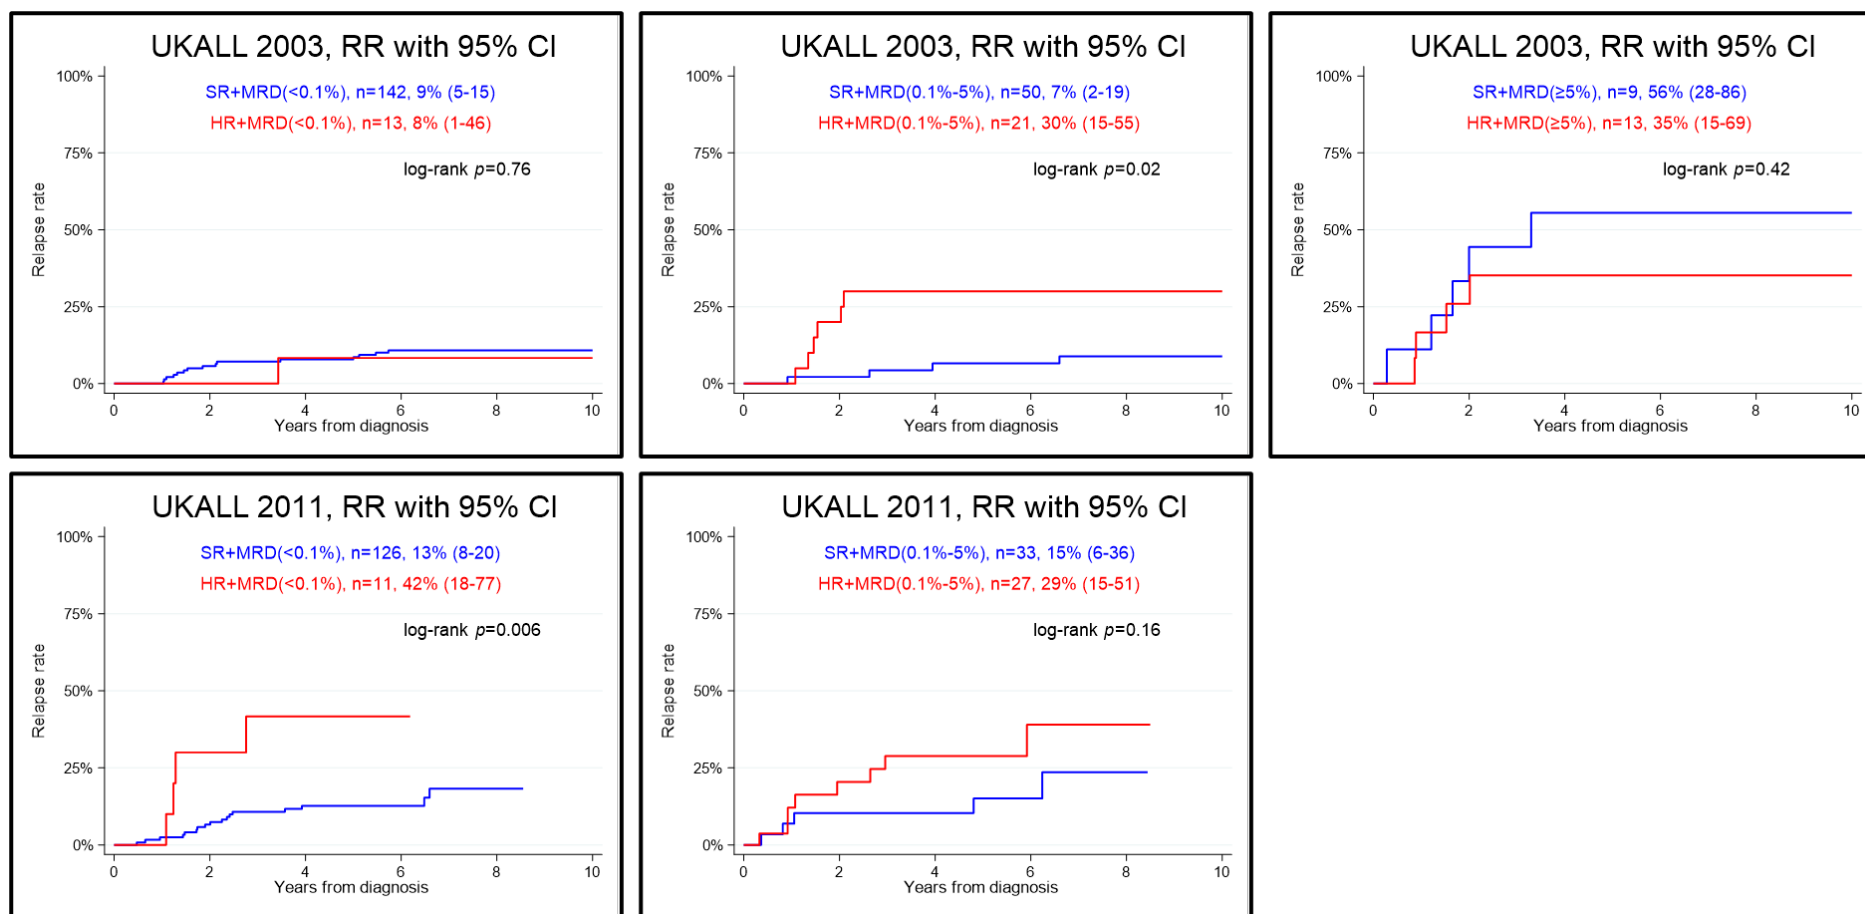 UKALL 2003, RR with 95% CI
100%
SR+MRD(<0.1%), n=142, 9% (5-15)
HR+MRD(<0.1%), n=13, 8% (1-46)
75%
log-rank p=0.76
Relapse rate
50%
25%
0%
0 2 4 6 8 10
Years from diagnosis
UKALL 2003, RR with 95% CI
100%
SR+MRD(0.1%-5%), n=50, 7% (2-19)
HR+MRD(0.1%-5%), n=21, 30% (15-55)
75%
log-rank p=0.02
Relapse rate
50%
25%
0%
0 2 4 6 8 10
Years from diagnosis
UKALL 2003, RR with 95% CI
100%
SR+MRD(≥5%), n=9, 56% (28-86)
HR+MRD(≥5%), n=13, 35% (15-69)
75%
log-rank p=0.42
Relapse rate
50%
25%
0%
0 2 4 6 8 10
Years from diagnosis
UKALL 2011, RR with 95% CI
100%
SR+MRD(<0.1%), n=126, 13% (8-20)
HR+MRD(<0.1%), n=11, 42% (18-77)
75%
log-rank p=0.006
Relapse rate
50%
25%
0%
0 2 4 6 8 10
Years from diagnosis
UKALL 2011, RR with 95% CI
100%
SR+MRD(0.1%-5%), n=33, 15% (6-36)
HR+MRD(0.1%-5%), n=27, 29% (15-51)
75%
log-rank p=0.16
Relapse rate
50%
25%
0%
0 2 4 6 8 10
Years from diagnosis